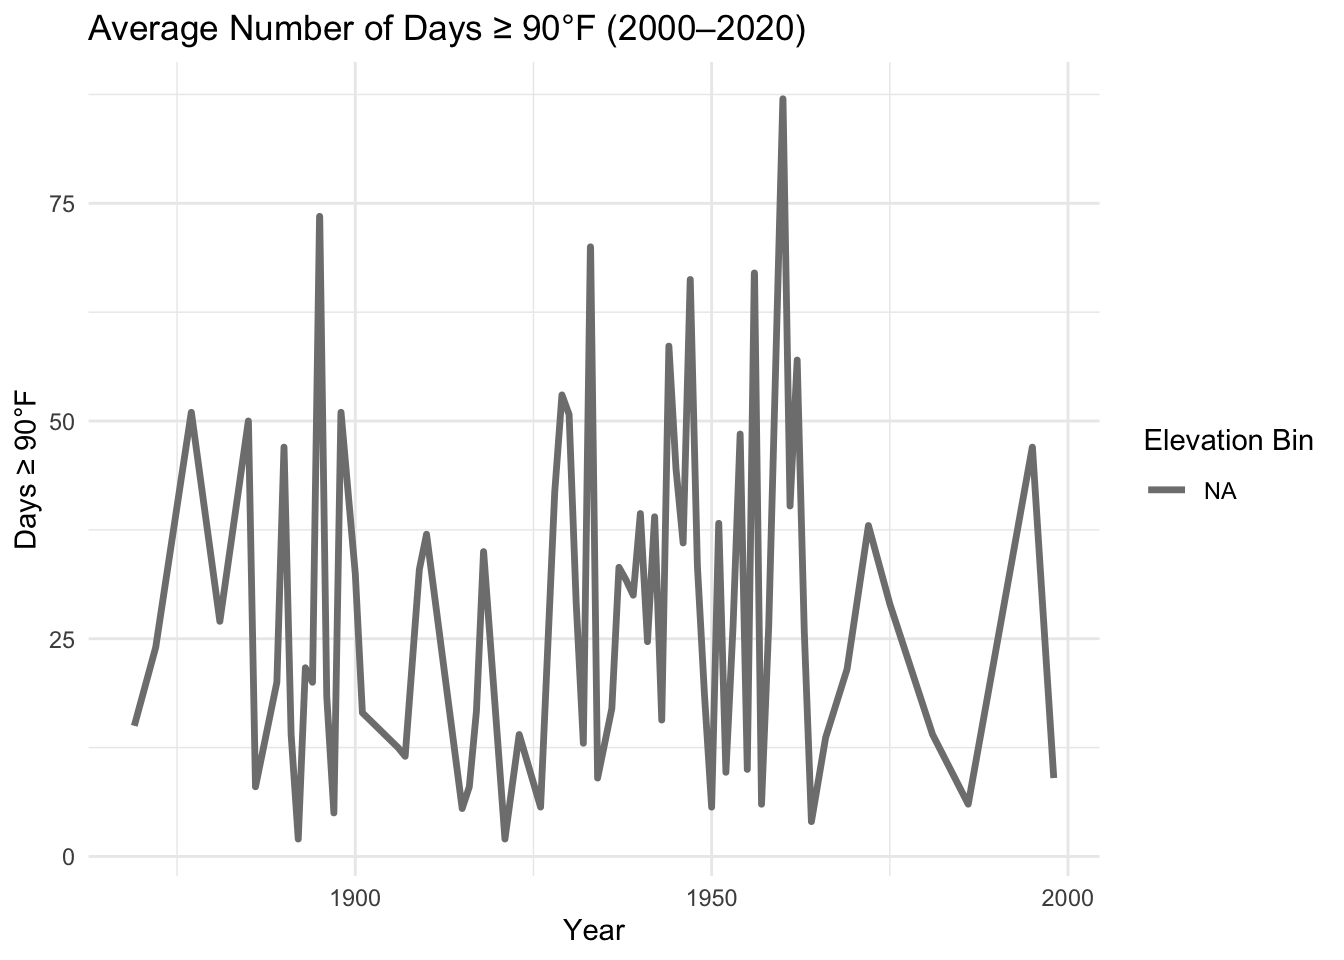 Average Number of Days ≥ 90°F (2000–2020)
75
50
25
0
Days ≥ 90°F
1900
1950
2000
Year
Elevation Bin
NA